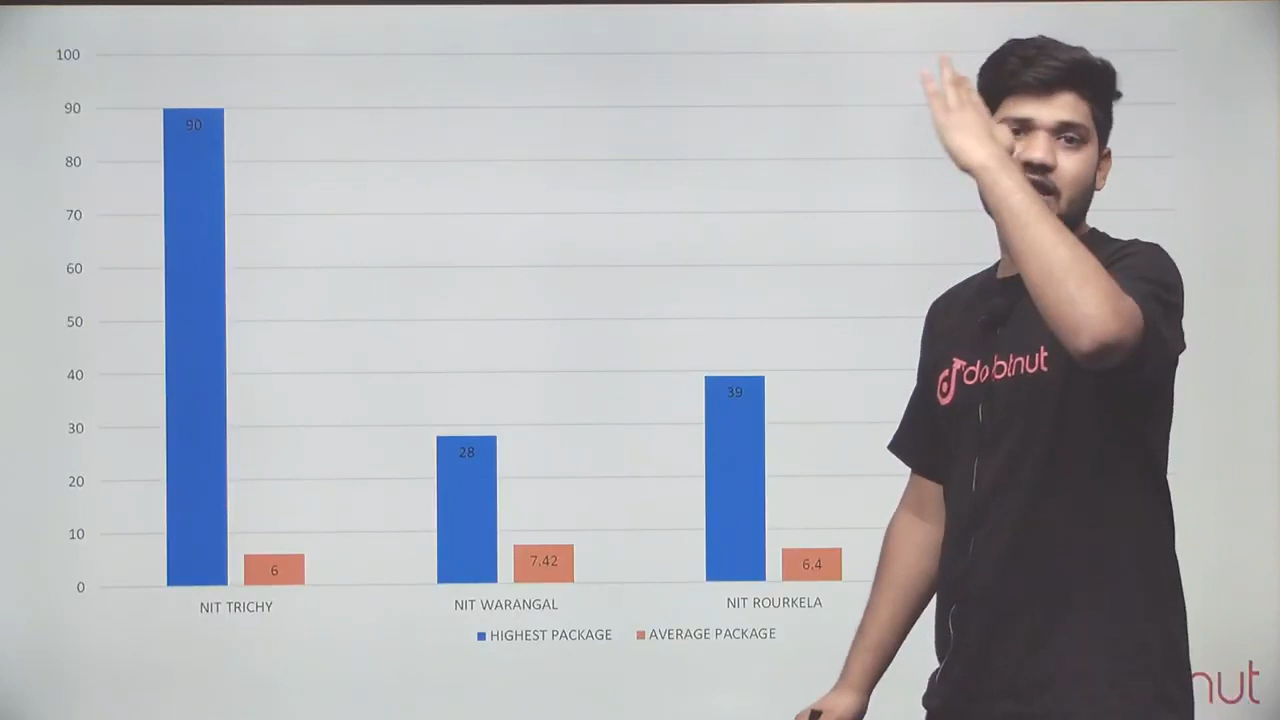 100
90
80
70
60
50
40
30
20
10
0
90
6
28
7.42
39
6.4
NIT TRICHY
NIT WARANGAL
NIT ROURKELA
HIGHEST PACKAGE
AVERAGE PACKAGE
doubtnut
nut